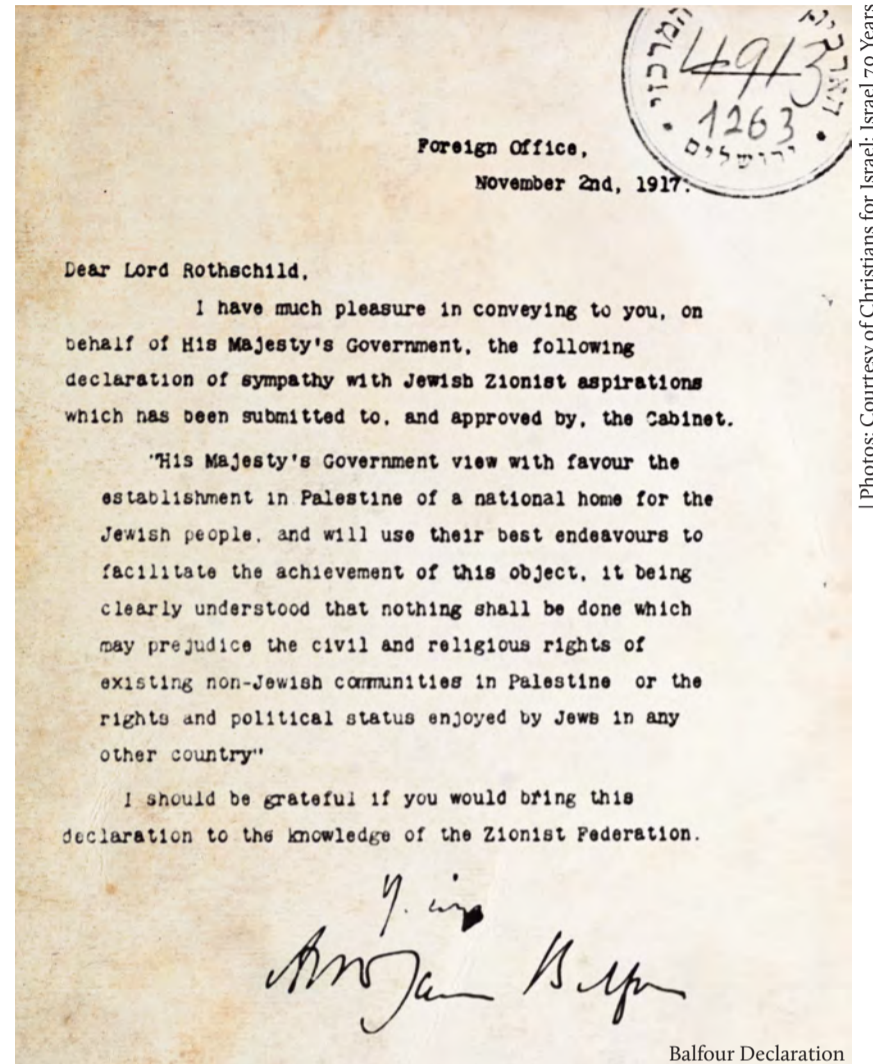 המרכזי
4913
1263
ירושלים
Foreign Office,
November 2nd, 1917.
Dear Lord Rothschild,
I have much pleasure in conveying to you, on
behalf of His Majesty's Government, the following
declaration of sympathy with Jewish Zionist aspirations
which has been submitted to, and approved by, the Cabinet.
"His Majesty's Government view with favour the
establishment in Palestine of a national home for the
Jewish people, and will use their best endeavours to
facilitate the achievement of this object, it being
clearly understood that nothing shall be done which
may prejudice the civil and religious rights of
existing non-Jewish communities in Palestine or the
rights and political status enjoyed by Jews in any
other country"
I should be grateful if you would bring this
declaration to the knowledge of the Zionist Federation.
Balfour Declaration
| Photos: Courtesy of Christians for Israel: Israel 70 Years